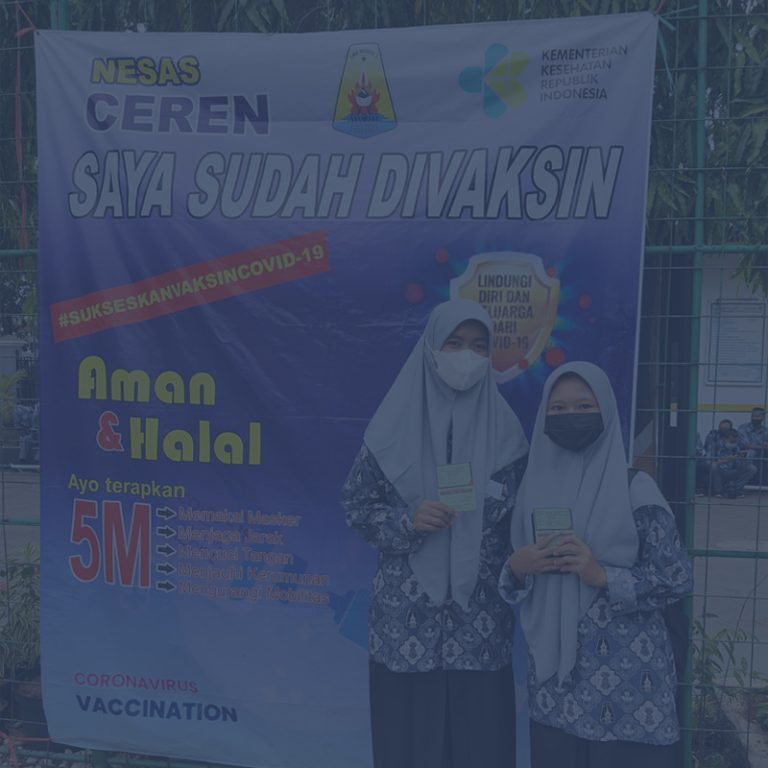 NESAS
CEREN
KEMENTERIAN
KESEHATAN
REPUBLIK
INDONESIA
SAYA SUDAH DIVAKSIN
#SUKSESKANVAKSINCOVID-19
LINDUNGI
DIRI DAN
KELUARGA
DARI
COVID-19
Aman
& Halal
Ayo terapkan
5M
Memakai Masker
Menjaga Jarak
Mencuci Tangan
Menjauhi Kerumunan
Mengurangi Mobilitas
CORONAVIRUS
VACCINATION